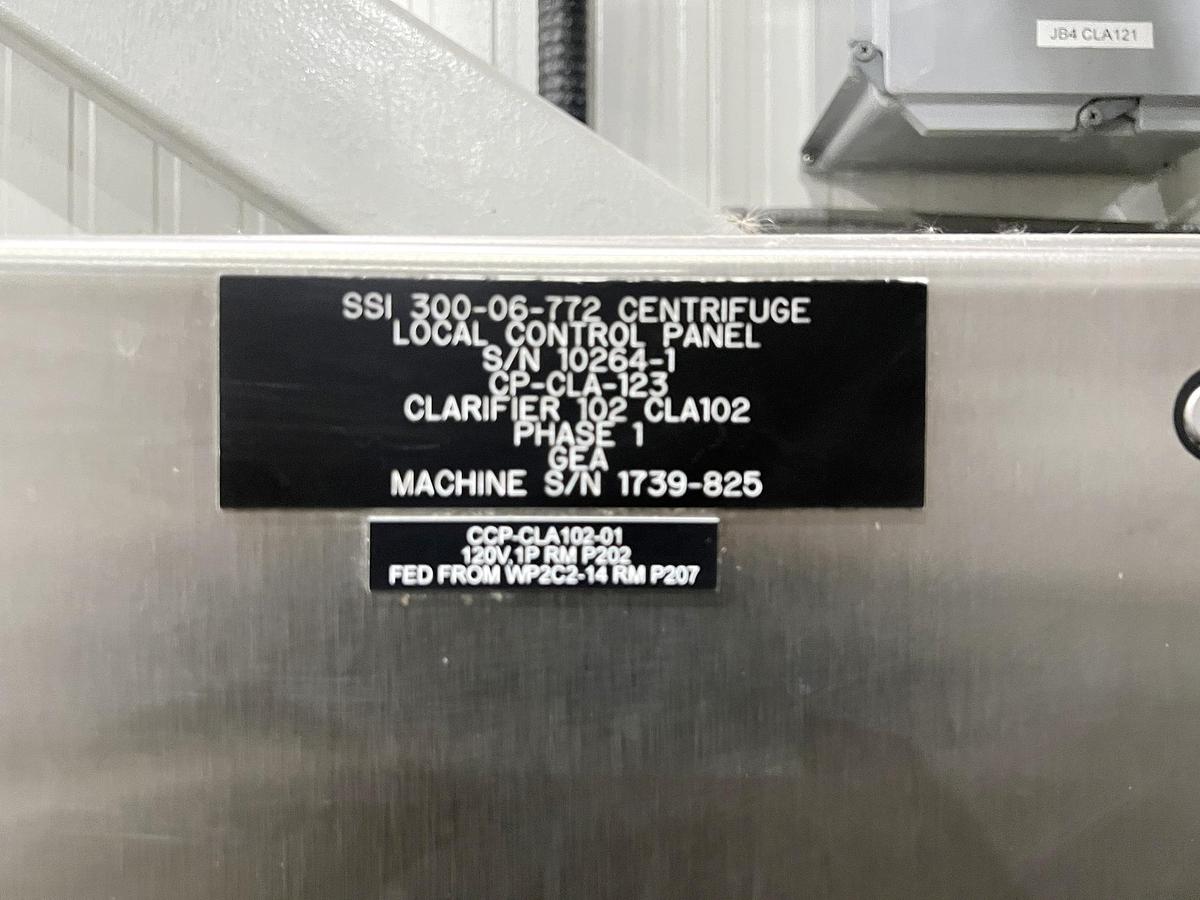 JB4 CLA121
SSI 300-06-772 CENTRIFUGE
LOCAL CONTROL PANEL
S/N 10264-1
CP-CLA-123
CLARIFIER 102 CLA102
PHASE 1
GEA
MACHINE S/N 1739-825
CCP-CLA102-01
120V,1P RM P202
FED FROM WP2C2-14 RM P207